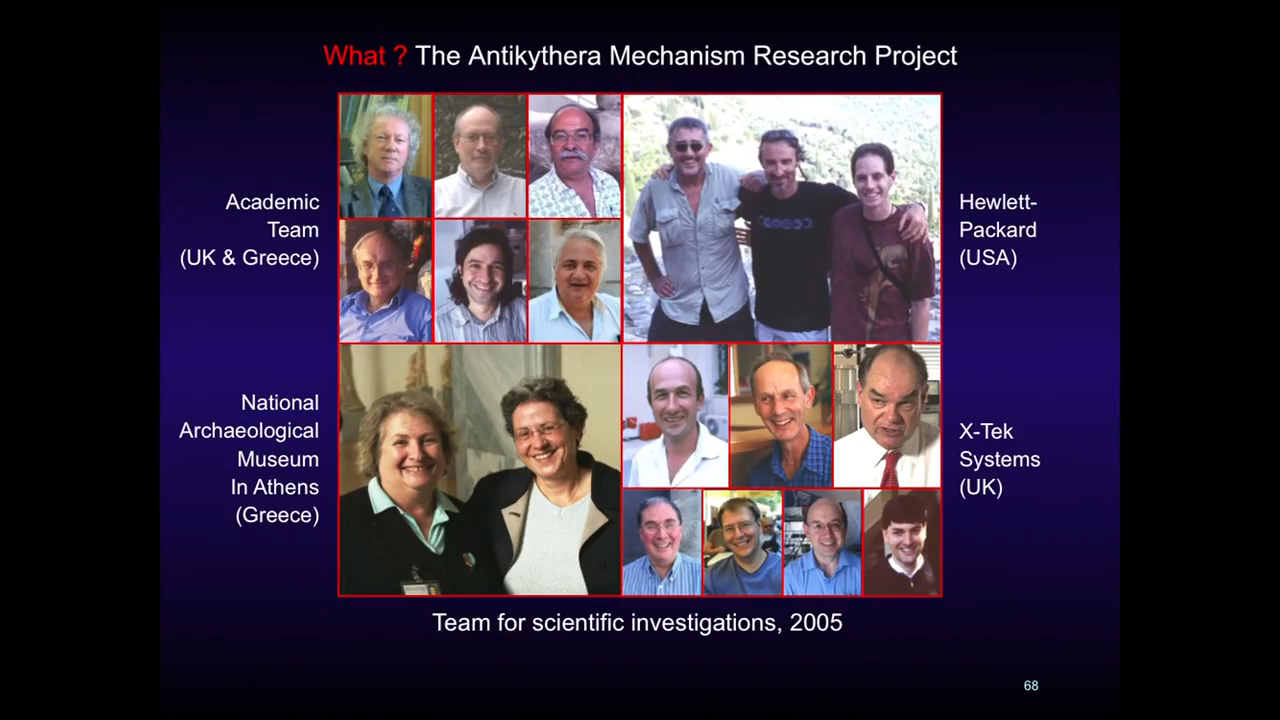 What ? The Antikythera Mechanism Research Project
Academic
Team
(UK & Greece)
Hewlett-
Packard
(USA)
National
Archaeological
Museum
In Athens
(Greece)
X-Tek
Systems
(UK)
Team for scientific investigations, 2005
68